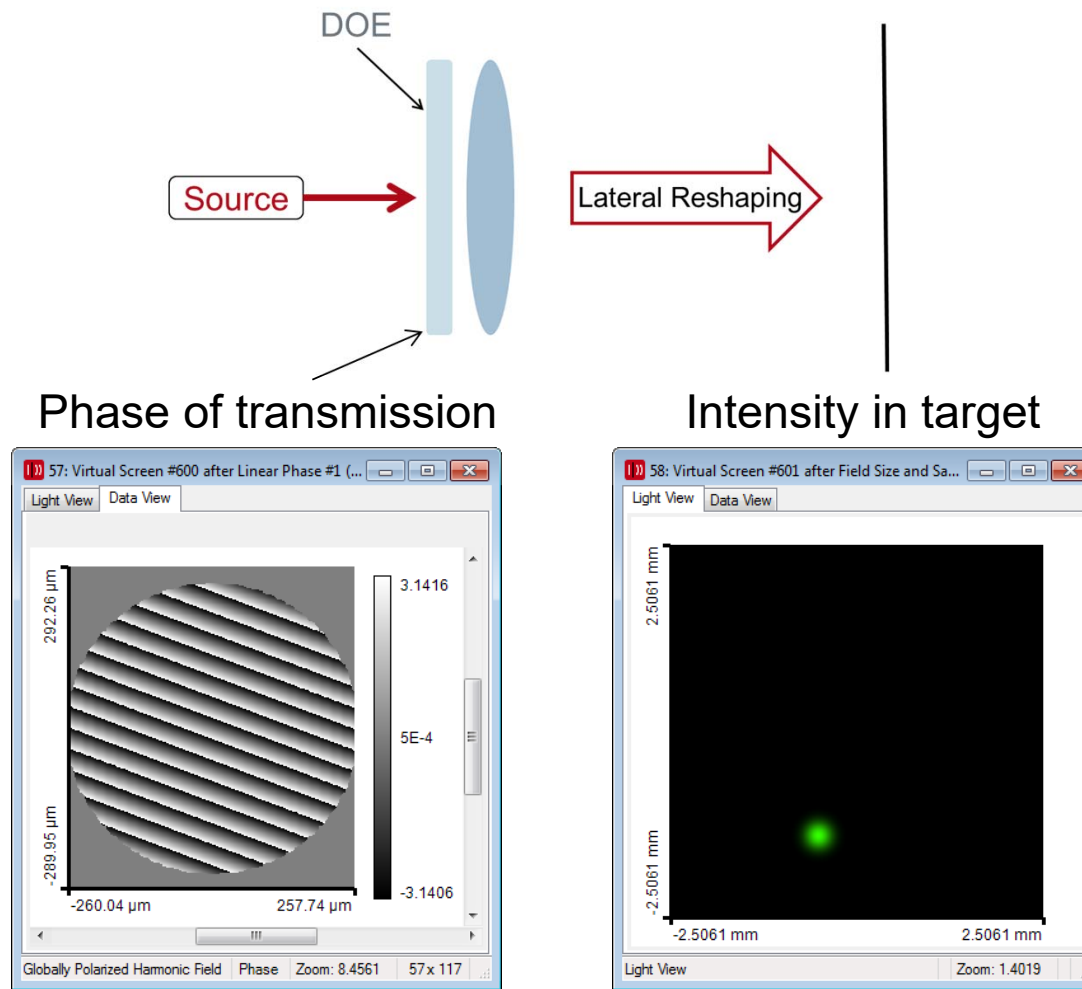 DOE
Source
Lateral Reshaping
Phase of transmission
Intensity in target
57: Virtual Screen #600 after Linear Phase #1 (...
Light View
Data View
292.26 µm
-289.95 µm
-260.04 µm
257.74 µm
3.1416
5E-4
-3.1406
Globally Polarized Harmonic Field
Phase
Zoom: 8.4561
57 x 117
58: Virtual Screen #601 after Field Size and Sa...
Light View
Data View
2.5061 mm
-2.5061 mm
-2.5061 mm
2.5061 mm
Light View
Zoom: 1.4019